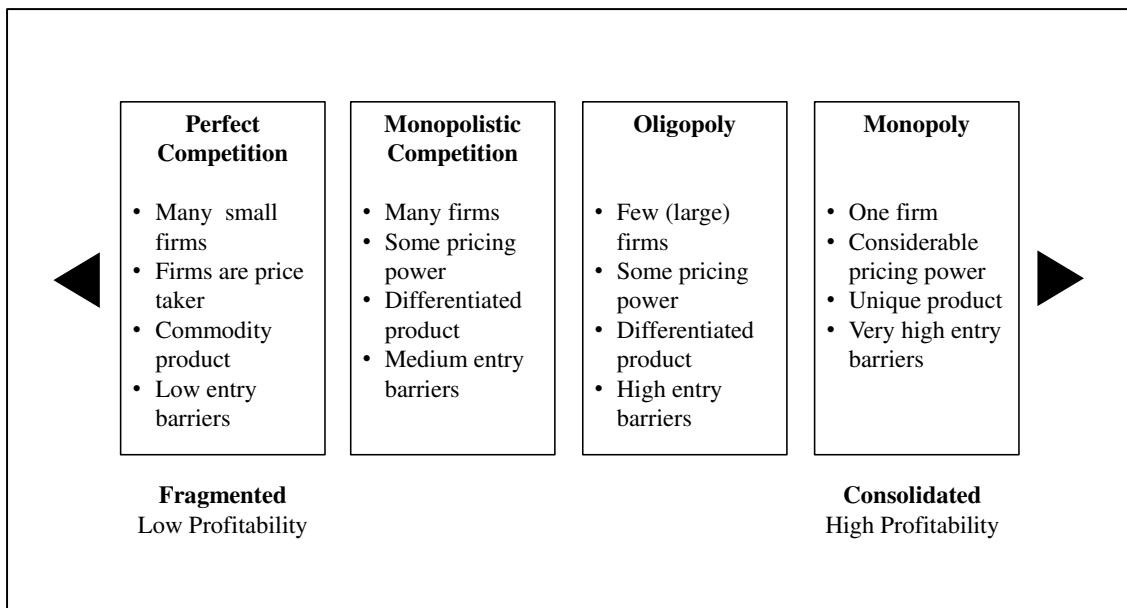 Perfect
Competition
• Many small
firms
• Firms are price
taker
• Commodity
product
• Low entry
barriers
Monopolistic
Competition
• Many firms
• Some pricing
power
• Differentiated
product
• Medium entry
barriers
Oligopoly
• Few (large)
firms
• Some pricing
power
• Differentiated
product
• High entry
barriers
Monopoly
• One firm
• Considerable
pricing power
• Unique product
• Very high entry
barriers
Fragmented
Low Profitability
Consolidated
High Profitability